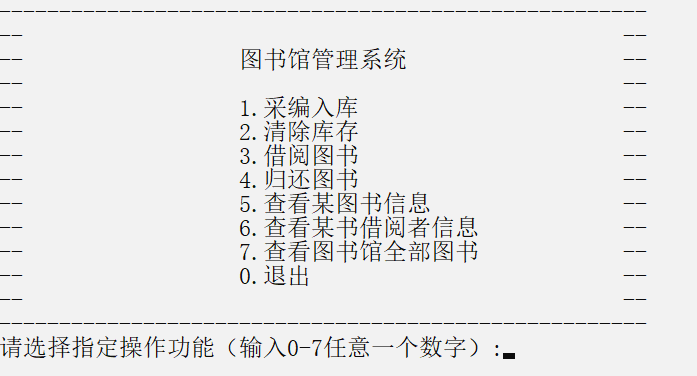 ------------------------------------------------------
-- --
-- 图书馆管理系统 --
-- --
-- 1.采编入库 --
-- 2.清除库存 --
-- 3.借阅图书 --
-- 4.归还图书 --
-- 5.查看某图书信息 --
-- 6.查看某书借阅者信息 --
-- 7.查看图书馆全部图书 --
-- 0.退出 --
-- --
------------------------------------------------------
请选择指定操作功能（输入0-7任意一个数字）: